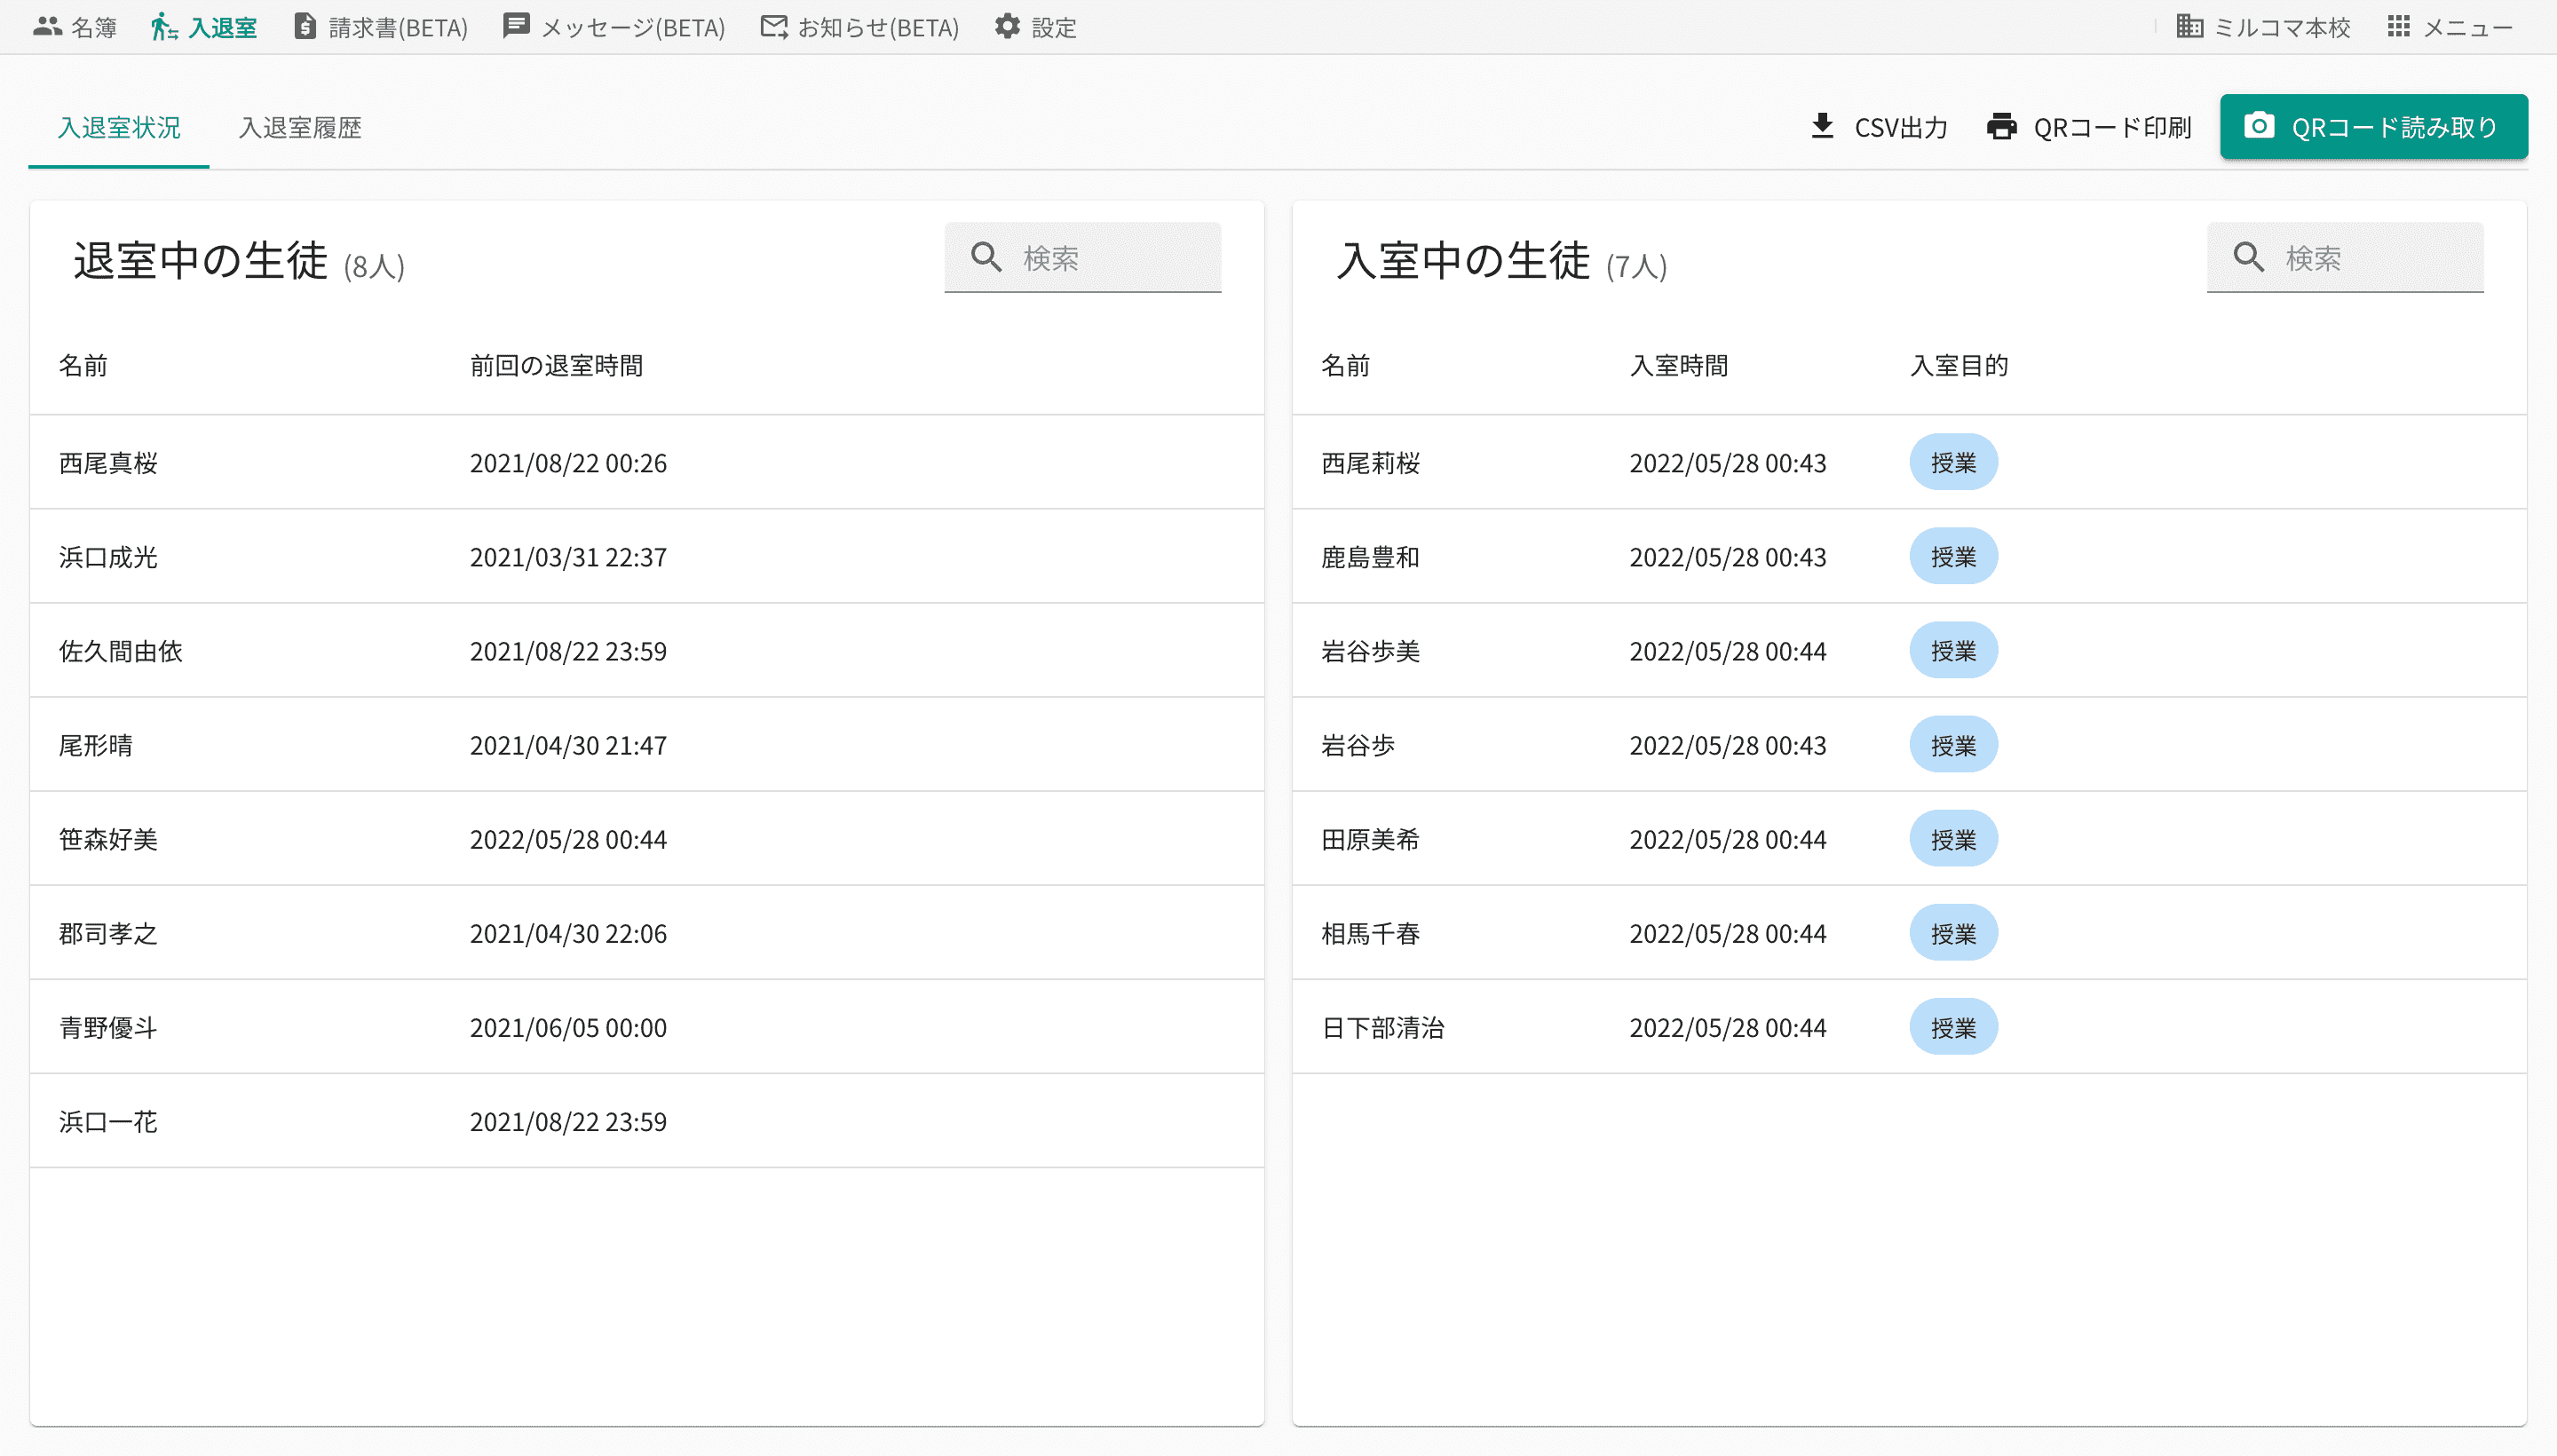 名簿 入退室 請求書(BETA) メッセージ(BETA) お知らせ(BETA) 設定 ミルコマ本校 メニュー
入退室状況 入退室履歴 CSV出力 QRコード印刷 QRコード読み取り
退室中の生徒 (8人) 検索
名前 前回の退室時間
西尾真桜 2021/08/22 00:26
浜口成光 2021/03/31 22:37
佐久間由依 2021/08/22 23:59
尾形晴 2021/04/30 21:47
笹森好美 2022/05/28 00:44
郡司孝之 2021/04/30 22:06
青野優斗 2021/06/05 00:00
浜口一花 2021/08/22 23:59
入室中の生徒 (7人) 検索
名前 入室時間 入室目的
西尾莉桜 2022/05/28 00:43 授業
鹿島豊和 2022/05/28 00:43 授業
岩谷歩美 2022/05/28 00:44 授業
岩谷歩 2022/05/28 00:43 授業
田原美希 2022/05/28 00:44 授業
相馬千春 2022/05/28 00:44 授業
日下部清治 2022/05/28 00:44 授業